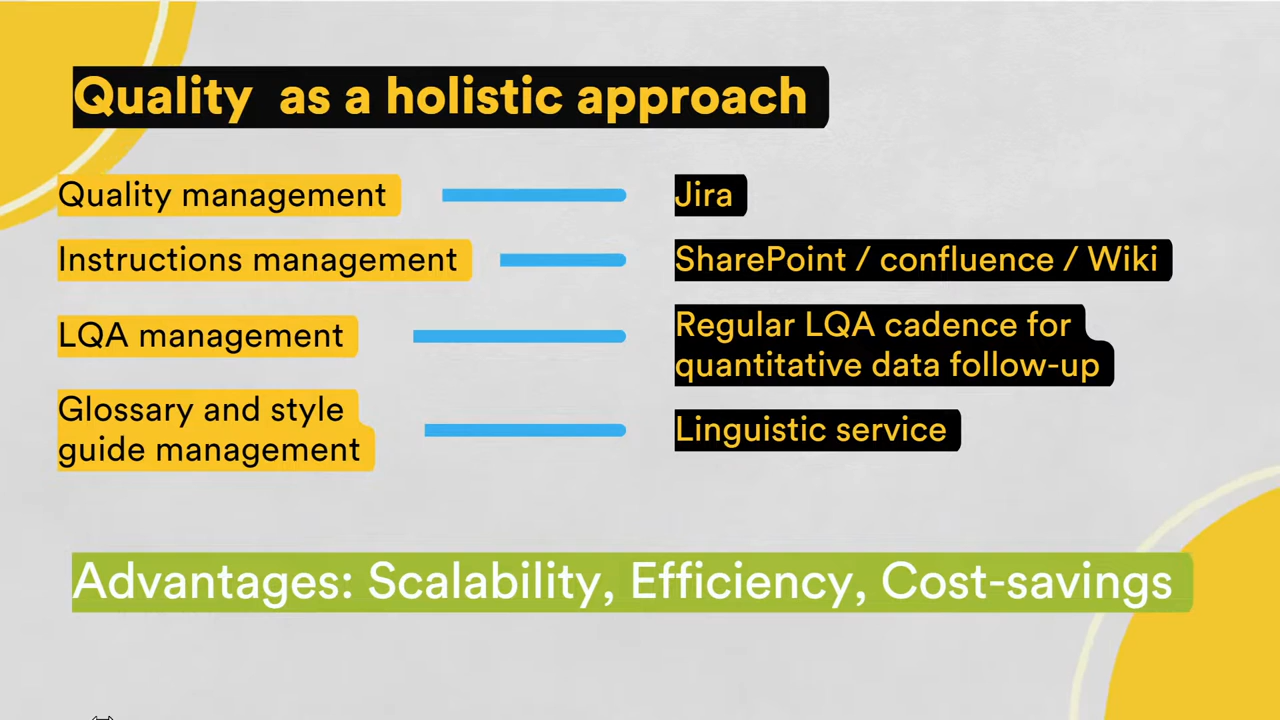 Quality as a holistic approach
Quality management
Jira
Instructions management
SharePoint / confluence / Wiki
LQA management
Regular LQA cadence for
quantitative data follow-up
Glossary and style
guide management
Linguistic service
Advantages: Scalability, Efficiency, Cost-savings